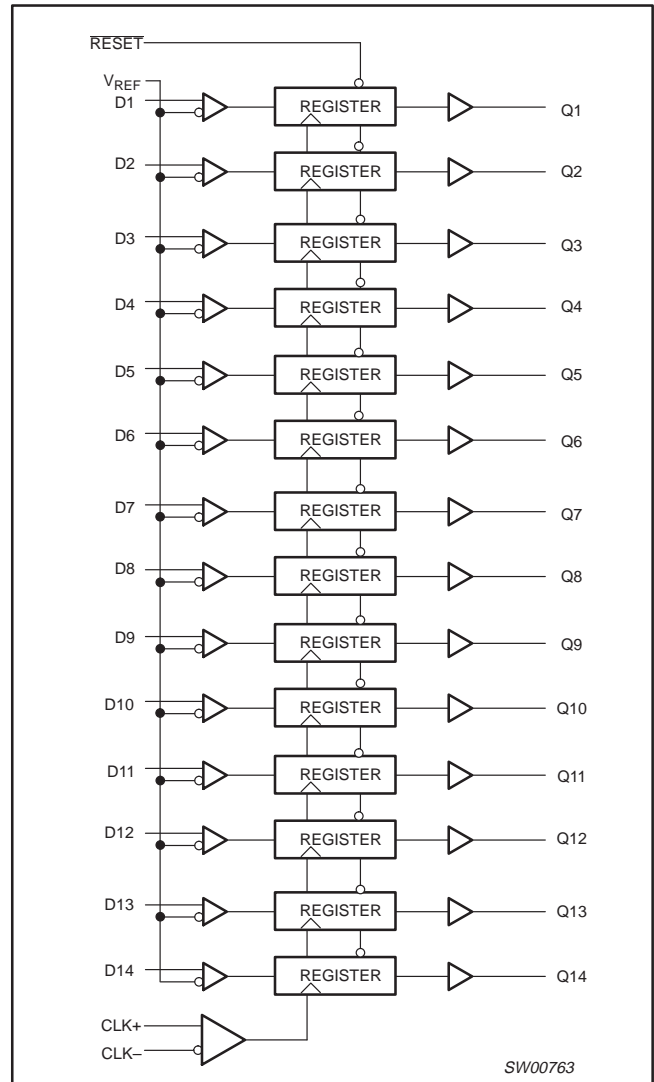 RESET
VREF
D1 REGISTER Q1
D2 REGISTER Q2
D3 REGISTER Q3
D4 REGISTER Q4
D5 REGISTER Q5
D6 REGISTER Q6
D7 REGISTER Q7
D8 REGISTER Q8
D9 REGISTER Q9
D10 REGISTER Q10
D11 REGISTER Q11
D12 REGISTER Q12
D13 REGISTER Q13
D14 REGISTER Q14
CLK+
CLK–
SW00763